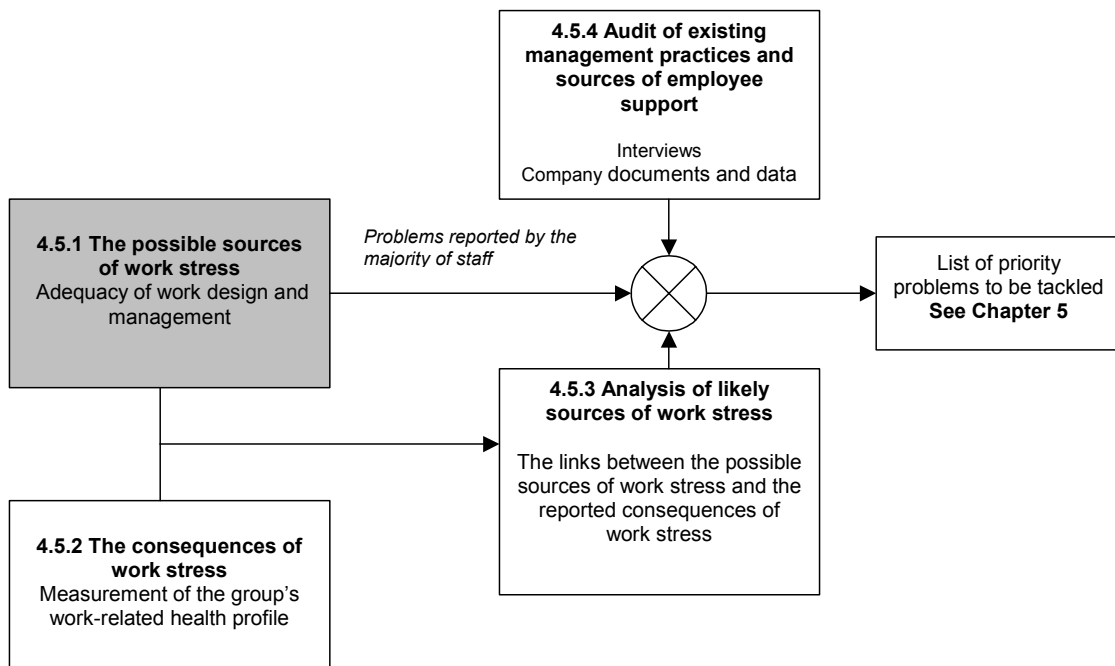 4.5.4 Audit of existing
management practices and
sources of employee
support
Interviews
Company documents and data
4.5.1 The possible sources
of work stress
Adequacy of work design and
management
Problems reported by the
majority of staff
List of priority
problems to be tackled
See Chapter 5
4.5.3 Analysis of likely
sources of work stress
The links between the possible
sources of work stress and the
reported consequences of
work stress
4.5.2 The consequences of
work stress
Measurement of the group’s
work-related health profile